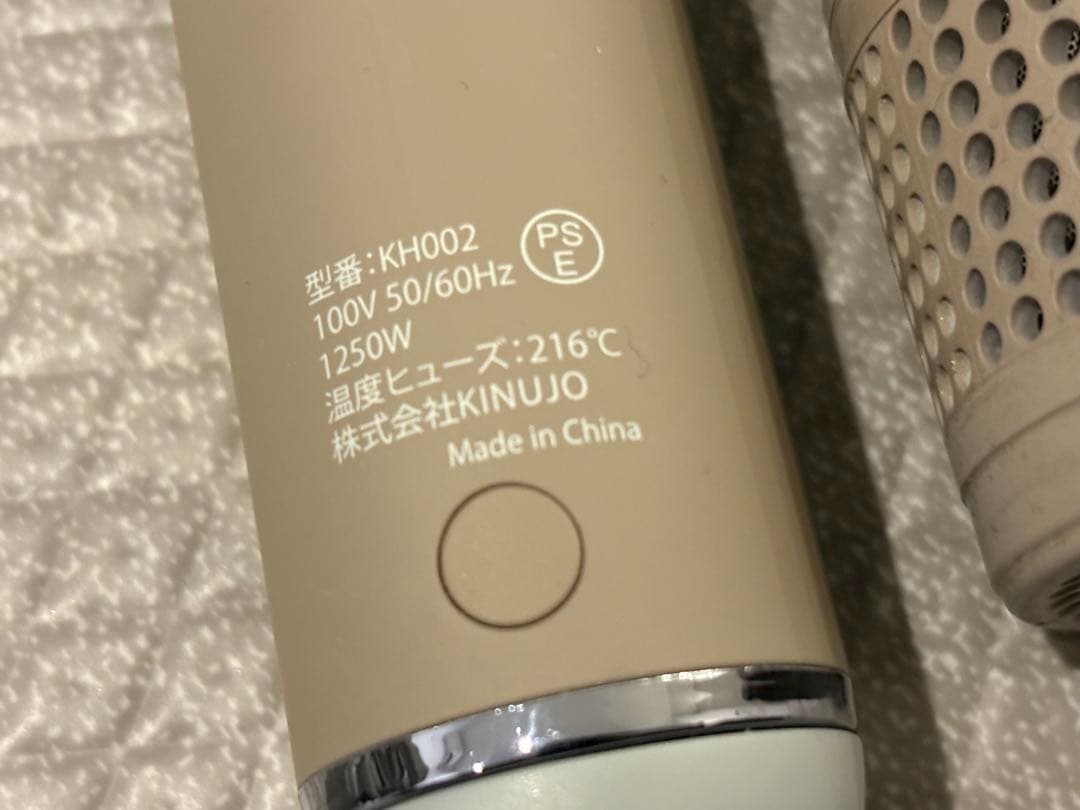 型番：KH002
100V 50/60Hz
1250W
温度ヒューズ：216℃
株式会社KINUJO
Made in China
PS
E